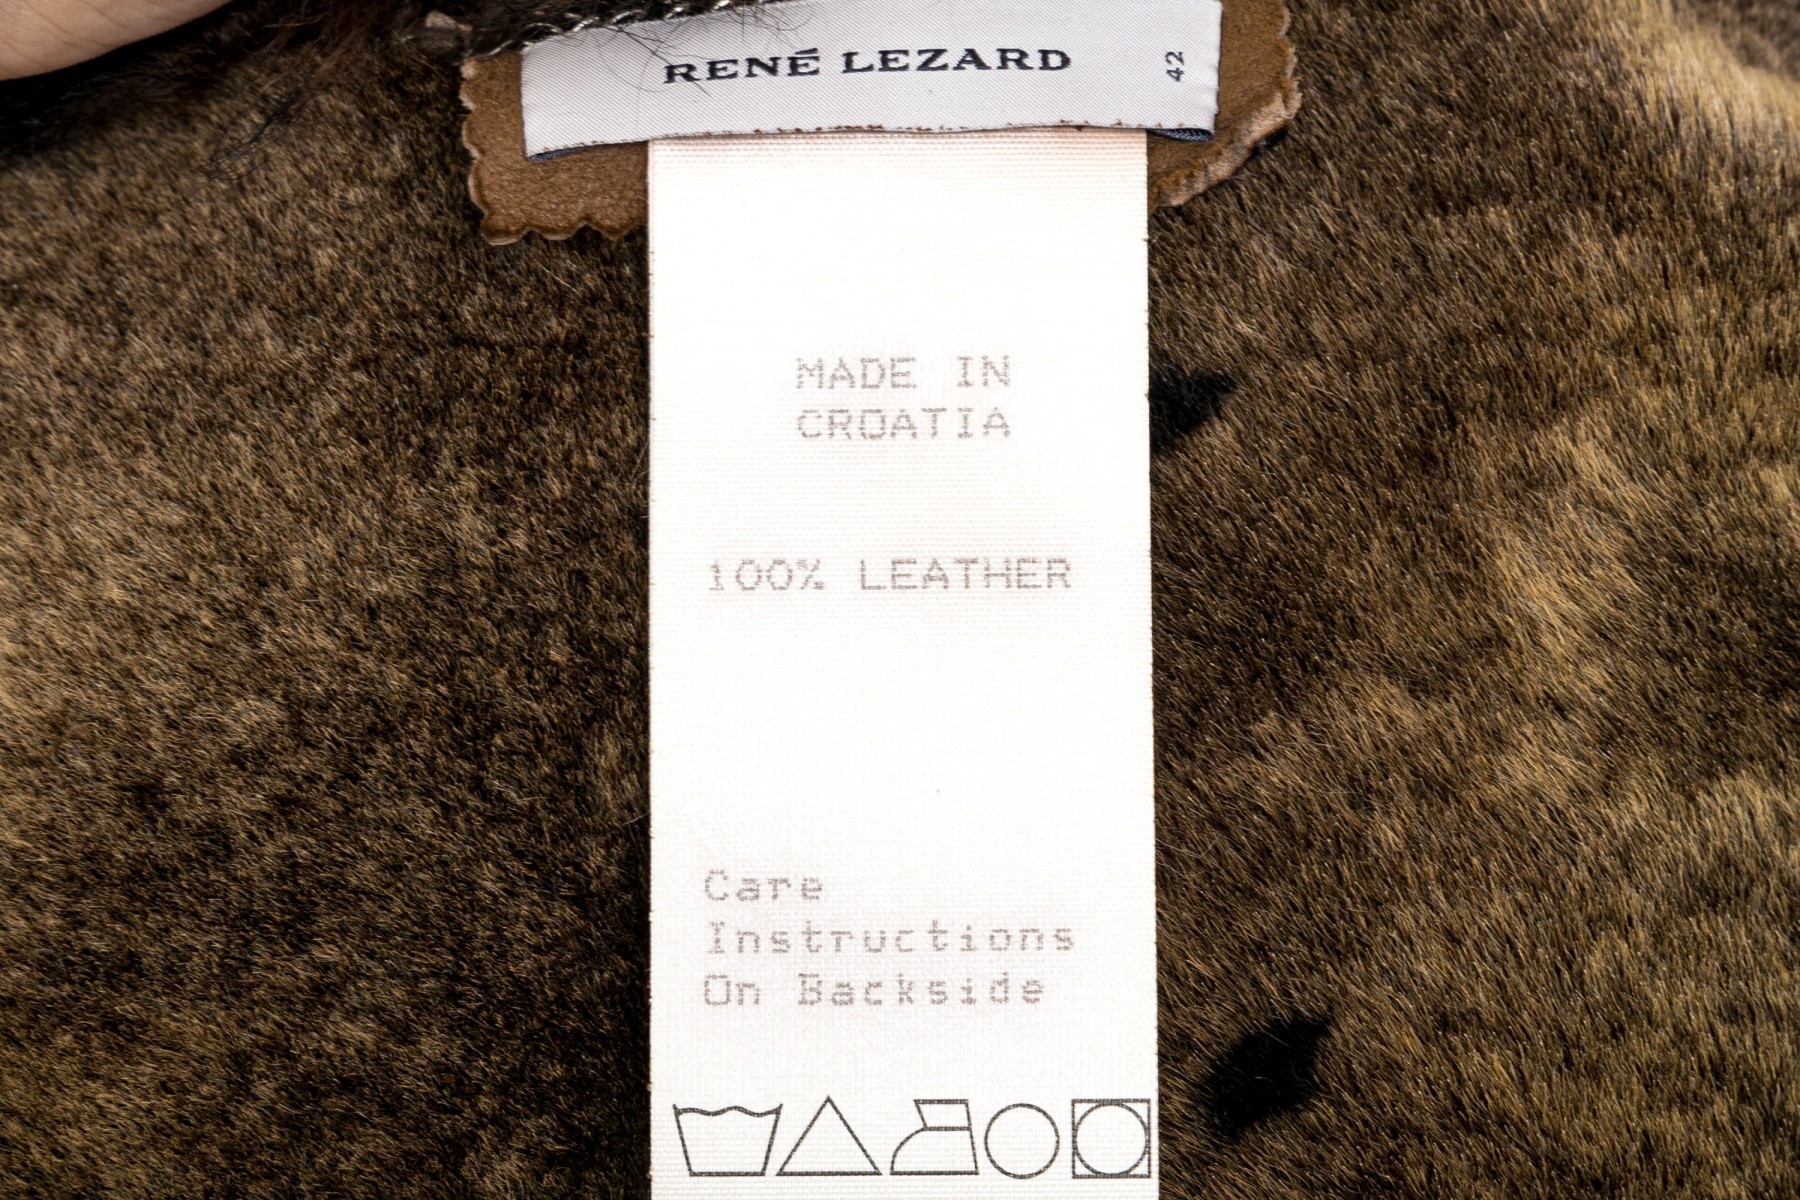 RENÉ LEZARD
42
MADE IN
CROATIA
100% LEATHER
Care
Instructions
On Backside